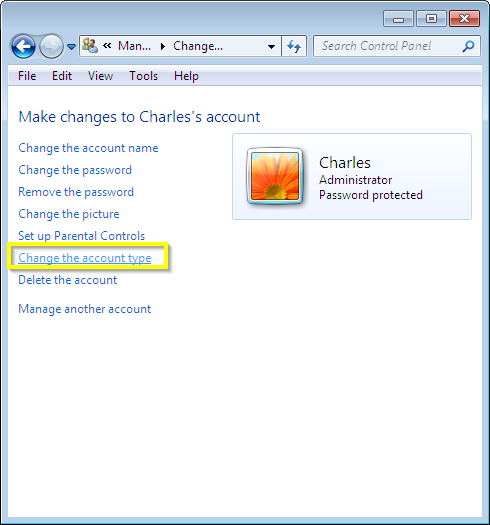 « Man... ▸ Change... Search Control Panel
File Edit View Tools Help
Make changes to Charles's account
Change the account name
Change the password
Remove the password
Change the picture
Set up Parental Controls
Change the account type
Delete the account
Manage another account
Charles
Administrator
Password protected